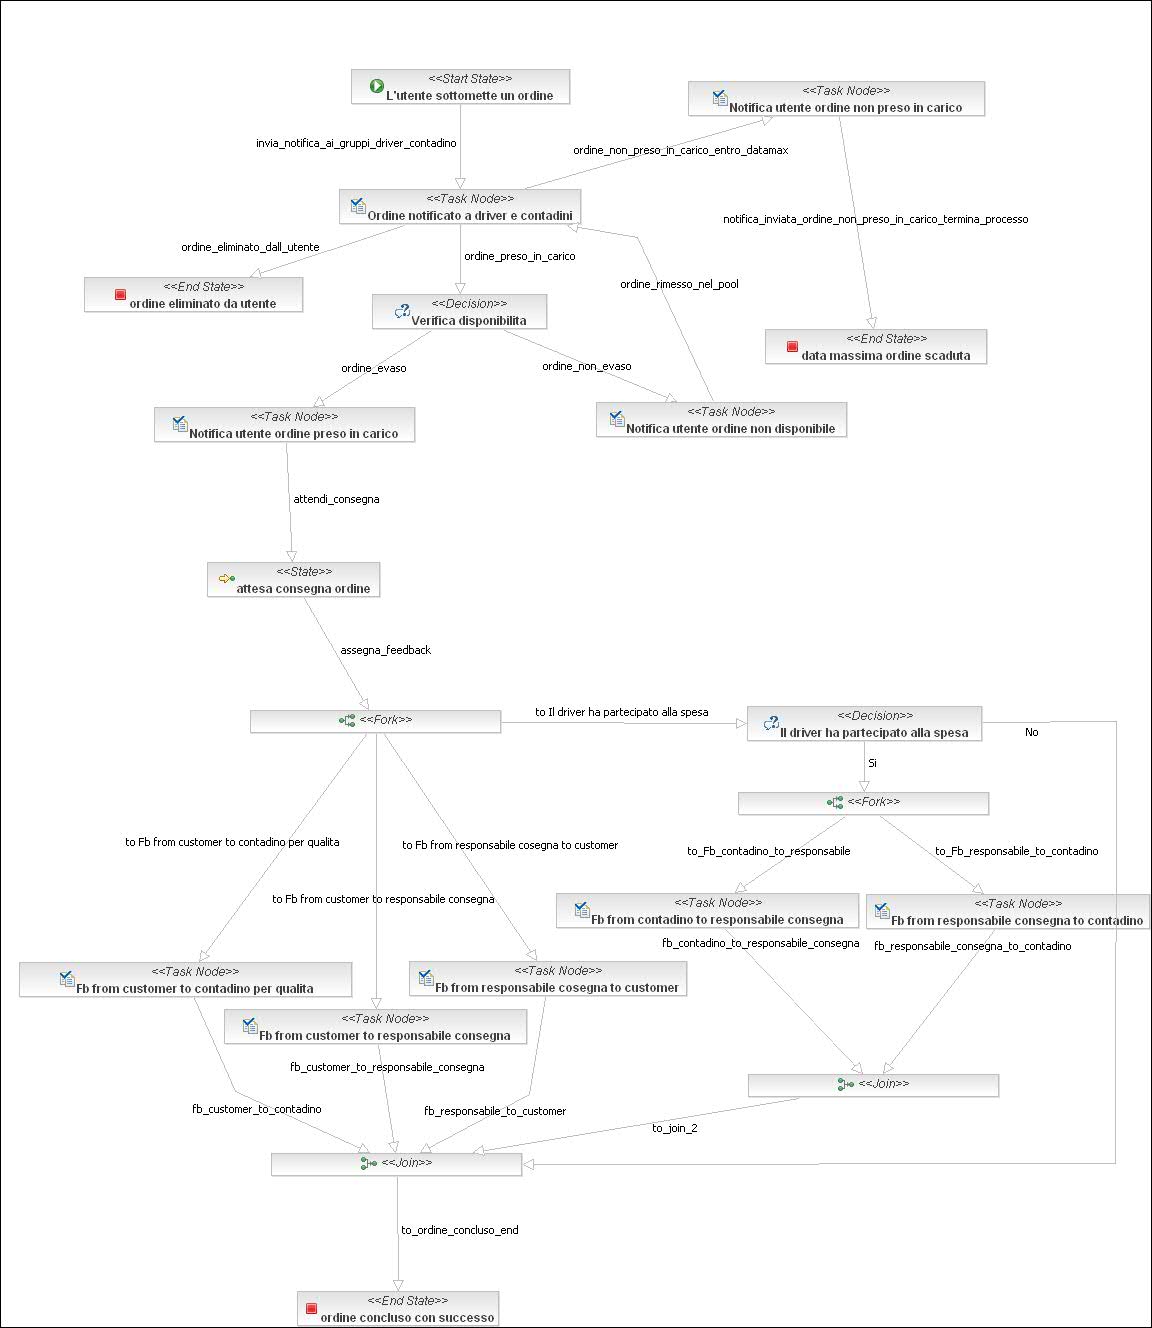 <<Start State>>
L'utente sottomette un ordine
<<Task Node>>
Notifica utente ordine non preso in carico
invia_notifica_ai_gruppi_driver_contadino
ordine_non_preso_in_carico_entro_datamax
<<Task Node>>
Ordine notificato a driver e contadini
notifica_inviata_ordine_non_preso_in_carico_termina_processo
ordine_eliminato_dall_utente
ordine_preso_in_carico
ordine_rimesso_nel_pool
<<End State>>
ordine eliminato da utente
<<Decision>>
Verifica disponibilita
<<End State>>
data massima ordine scaduta
ordine_evaso
ordine_non_evaso
<<Task Node>>
Notifica utente ordine preso in carico
<<Task Node>>
Notifica utente ordine non disponibile
attendi_consegna
<<State>>
attesa consegna ordine
assegna_feedback
<<Fork>>
to Il driver ha partecipato alla spesa
<<Decision>>
Il driver ha partecipato alla spesa
No
Si
<<Fork>>
to Fb from customer to contadino per qualita
to Fb from responsabile cosegna to customer
to_Fb_contadino_to_responsabile
to_Fb_responsabile_to_contadino
to Fb from customer to responsabile consegna
<<Task Node>>
Fb from contadino to responsabile consegna
<<Task Node>>
Fb from responsabile consegna to contadino
fb_contadino_to_responsabile_consegna
fb_responsabile_consegna_to_contadino
<<Task Node>>
Fb from customer to contadino per qualita
<<Task Node>>
Fb from responsabile cosegna to customer
<<Task Node>>
Fb from customer to responsabile consegna
fb_customer_to_responsabile_consegna
<<Join>>
fb_customer_to_contadino
fb_responsabile_to_customer
to_join_2
<<Join>>
to_ordine_concluso_end
<<End State>>
ordine concluso con successo